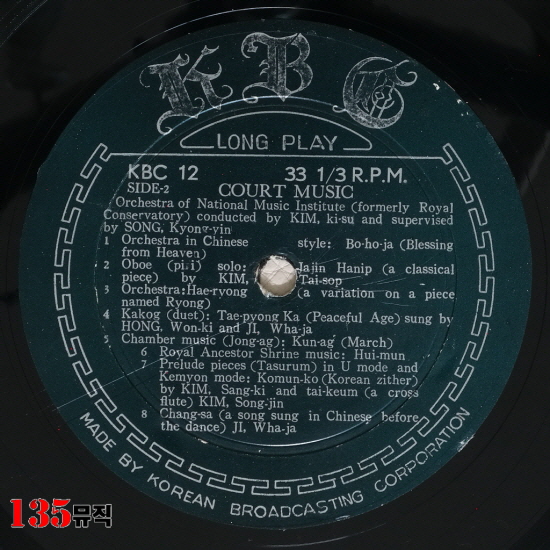 KBC
LONG PLAY
KBC 12 33 1/3 R.P.M.
SIDE-2 COURT MUSIC
Orchestra of National Music Institute (formerly Royal
Conservatory) conducted by KIM, ki-su and supervised
by SONG, Kyong-yin
1 Orchestra in Chinese style: Bo-ho-ja (Blessing
from Heaven)
2 Oboe (pi.i) solo: Jajin Hanip (a classical
piece) by KIM, Tai-sop
3 Orchestra: Hae-ryong (a variation on a piece
named Ryong)
4 Kakog (duet): Tae-pyong Ka (Peaceful Age) sung by
HONG, Won-ki and JI, Wha-ja
5 Chamber music (Jong-ag): Kun-ag (March)
6 Royal Ancestor Shrine music: Hui-mun
7 Prelude pieces (Tasurum) in U mode and
Kemyon mode: Komun-ko (Korean zither)
by KIM, Sang-ki and tai-keum (a cross
flute) KIM, Song-jin
8 Chang-sa (a song sung in Chinese before
the dance) JI, Wha-ja
MADE BY KOREAN BROADCASTING CORPORATION
135뮤직